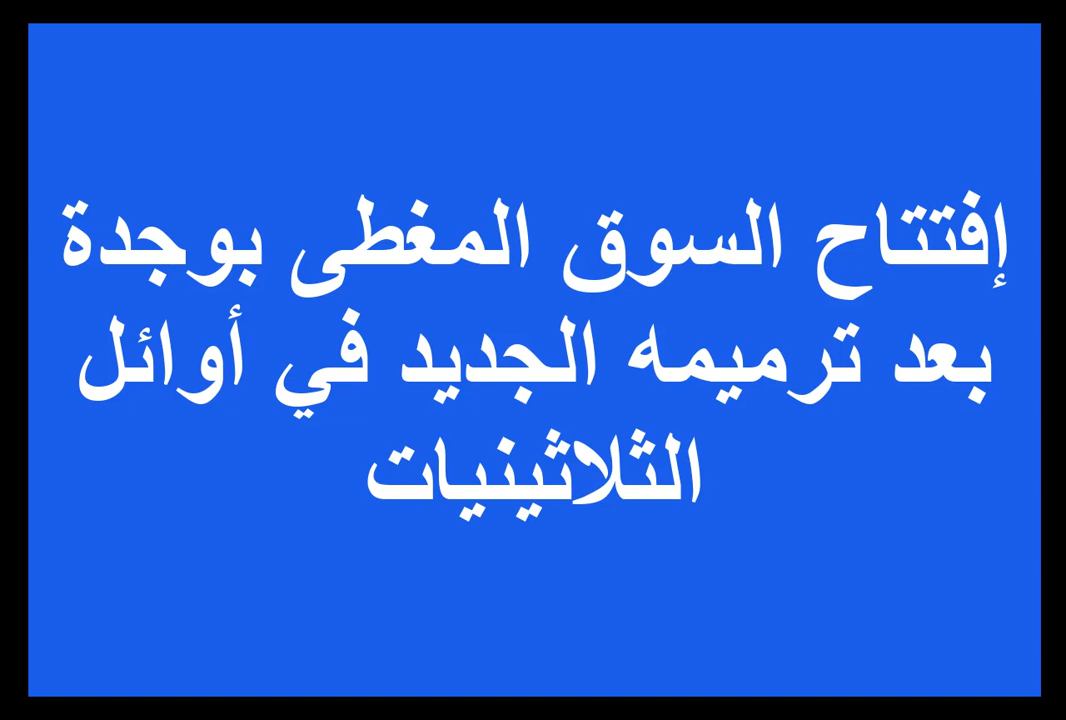 إفتتاح السوق المغطى بوجدة
بعد ترميمه الجديد في أوائل
الثلاثينيات